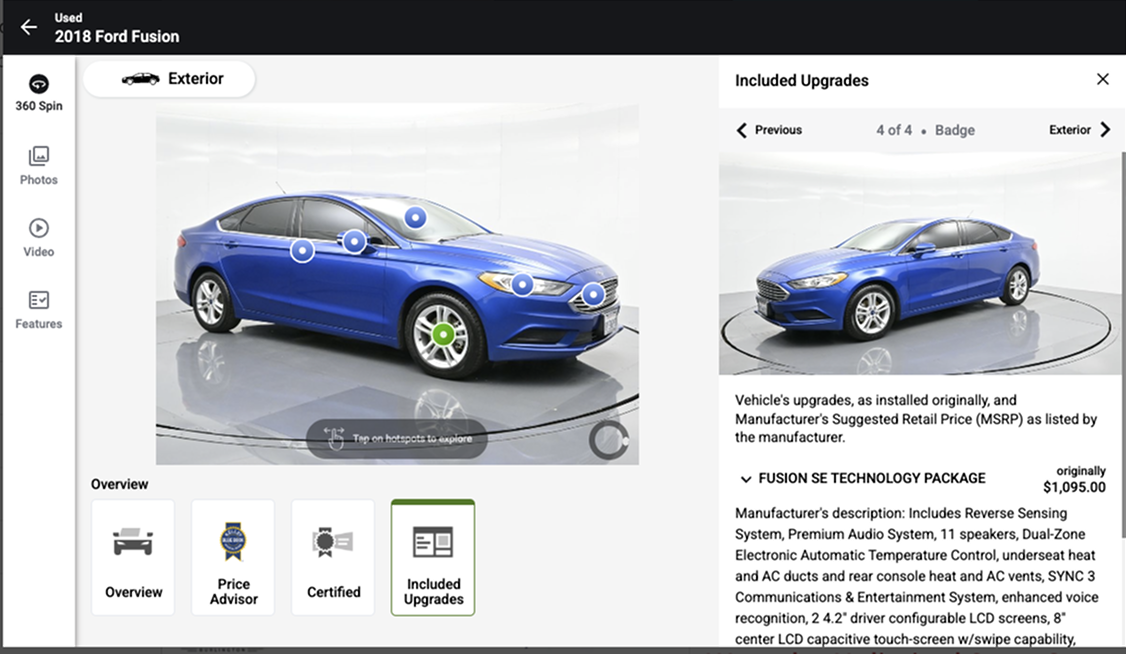 Used
2018 Ford Fusion
360 Spin
Photos
Video
Features
Exterior
Tap on hotspots to explore
Overview
Overview
Price
Advisor
Certified
Included
Upgrades
Included Upgrades
Previous
4 of 4 • Badge
Exterior
Vehicle's upgrades, as installed originally, and
Manufacturer's Suggested Retail Price (MSRP) as listed by
the manufacturer.
FUSION SE TECHNOLOGY PACKAGE
originally
$1,095.00
Manufacturer's description: Includes Reverse Sensing
System, Premium Audio System, 11 speakers, Dual-Zone
Electronic Automatic Temperature Control, underseat heat
and AC ducts and rear console heat and AC vents, SYNC 3
Communications & Entertainment System, enhanced voice
recognition, 2 4.2" driver configurable LCD screens, 8"
center LCD capacitive touch-screen w/swipe capability,